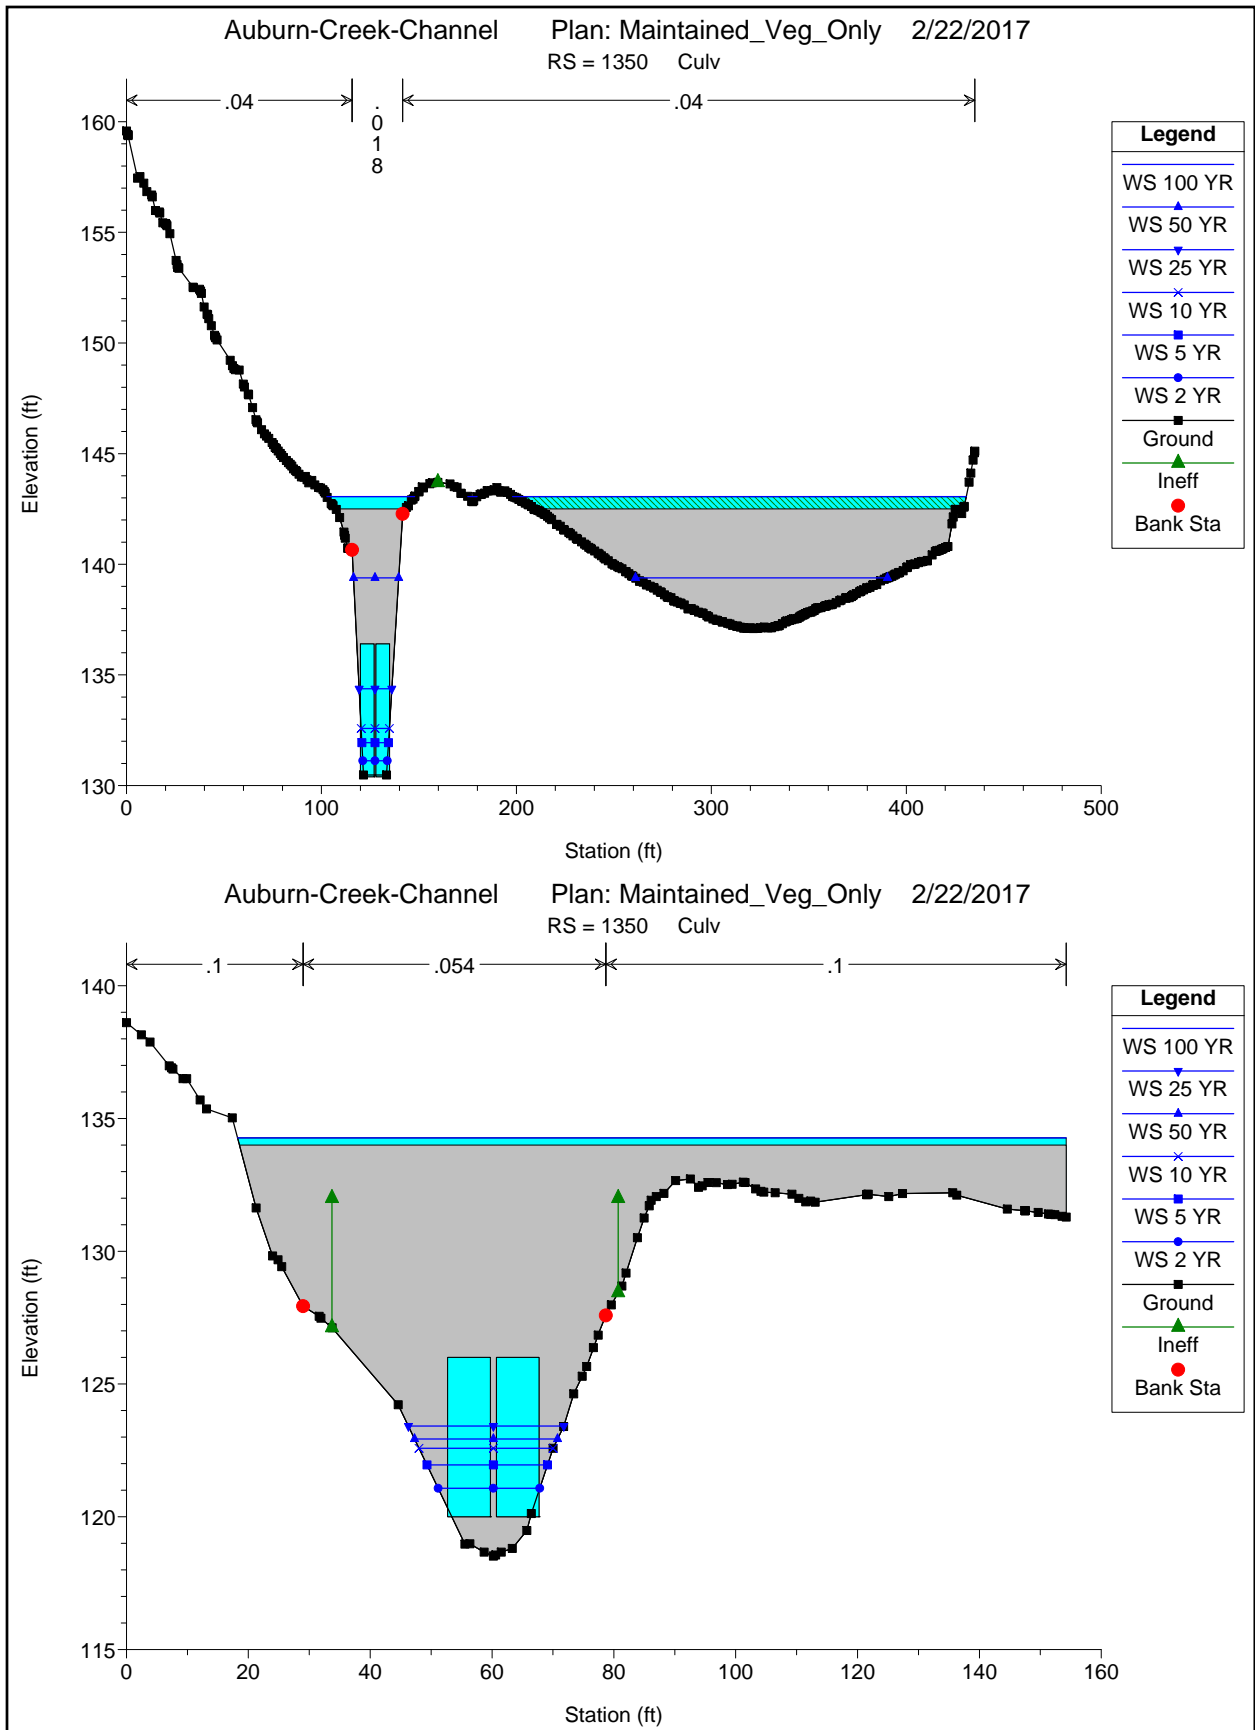 Auburn-Creek-Channel Plan: Maintained_Veg_Only 2/22/2017
RS = 1350 Culv
.04
.018
.04
160
155
150
145
140
135
130
Elevation (ft)
0 100 200 300 400 500
Station (ft)
Legend
WS 100 YR
WS 50 YR
WS 25 YR
WS 10 YR
WS 5 YR
WS 2 YR
Ground
Ineff
Bank Sta
Auburn-Creek-Channel Plan: Maintained_Veg_Only 2/22/2017
RS = 1350 Culv
.1
.054
.1
140
135
130
125
120
115
Elevation (ft)
0 20 40 60 80 100 120 140 160
Station (ft)
Legend
WS 100 YR
WS 25 YR
WS 50 YR
WS 10 YR
WS 5 YR
WS 2 YR
Ground
Ineff
Bank Sta